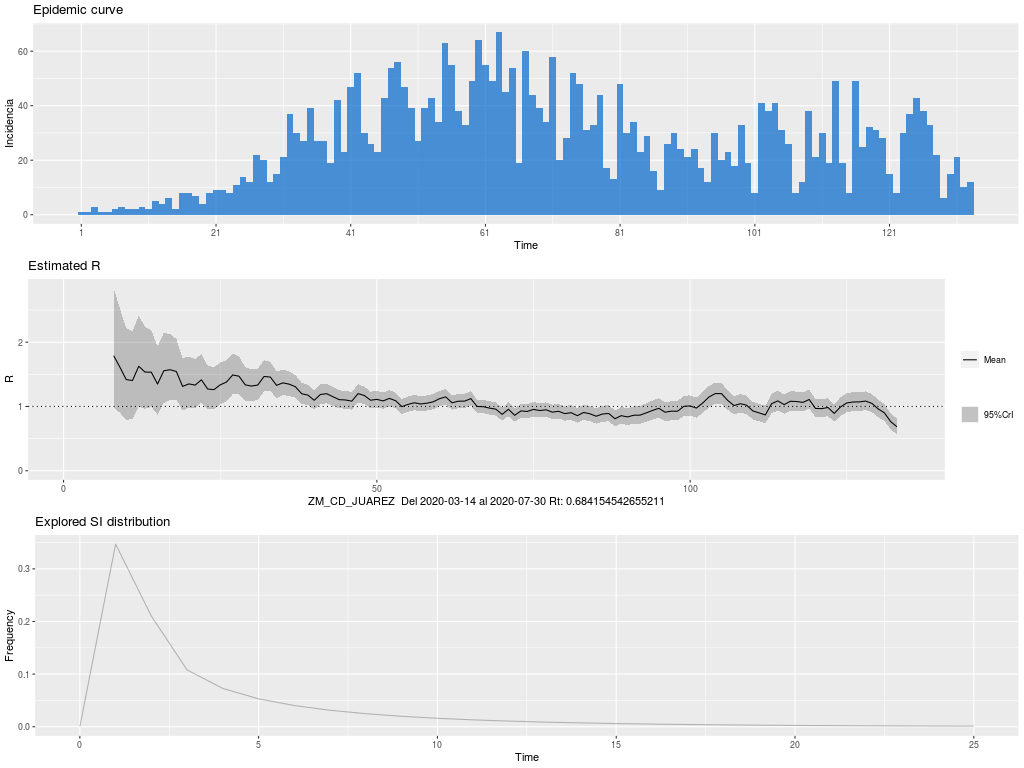 Epidemic curve
60
40
20
0
Incidencia
1 21 41 61 81 101 121
Time
Estimated R
2
1
0
R
0 50 100
Mean
95%CrI
ZM_CD_JUAREZ Del 2020-03-14 al 2020-07-30 Rt: 0.684154542655211
Explored SI distribution
0.3
0.2
0.1
0.0
Frequency
0 5 10 15 20 25
Time